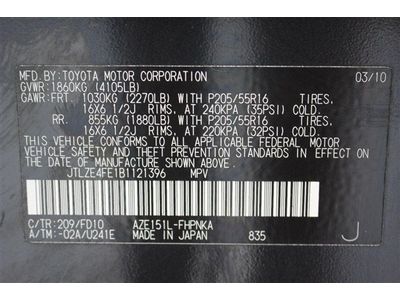 MFD. BY: TOYOTA MOTOR CORPORATION 03/10
GVWR: 1860KG (4105LB)
GAWR: FRT. 1030KG (2270LB) WITH P205/55R16 TIRES
16X6 1/2J RIMS, AT 240KPA (35PSI) COLD.
RR. 855KG (1880LB) WITH P205/55R16 TIRES
16X6 1/2J RIMS, AT 220KPA (32PSI) COLD.
THIS VEHICLE CONFORMS TO ALL APPLICABLE FEDERAL MOTOR
VEHICLE SAFETY, BUMPER, AND THEFT PREVENTION STANDARDS
IN EFFECT ON THE DATE OF MANUFACTURE SHOWN ABOVE.
JTLZE4FE1B1121396 MPV
C/TR: 209/FD10 AZE151L-FHPNKA
A/TM: -02A/U241E MADE IN JAPAN 835 J